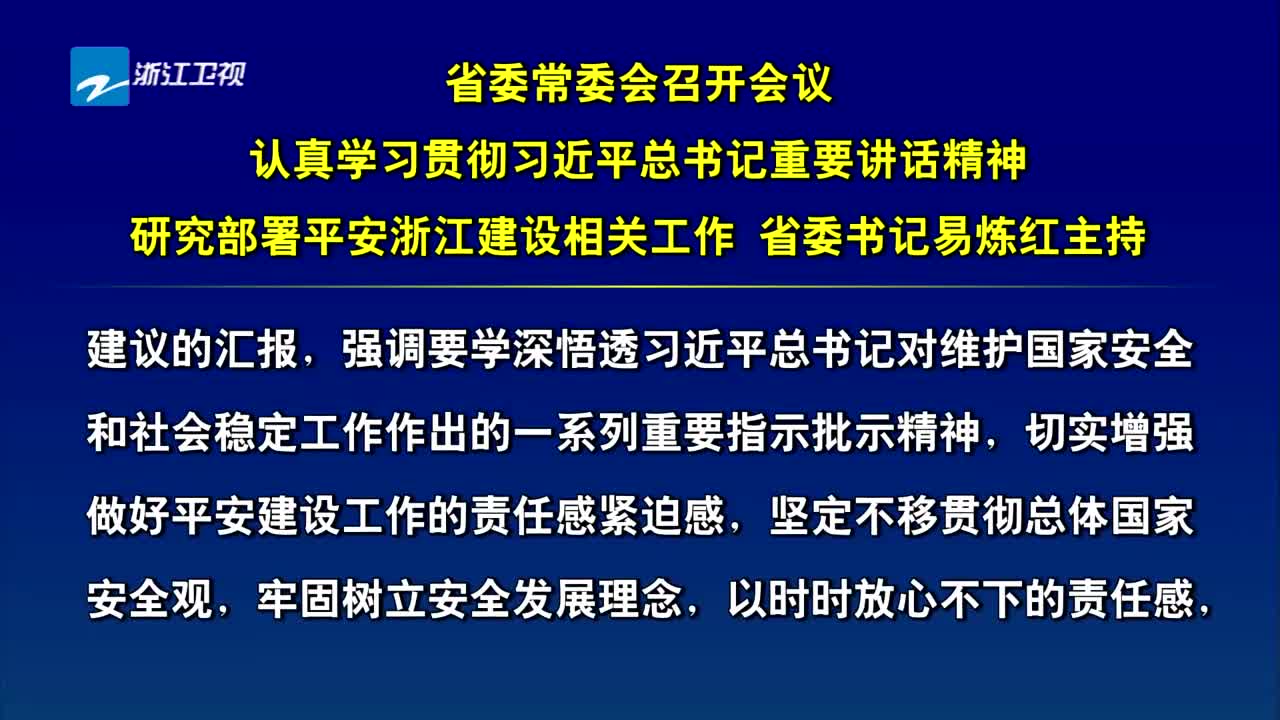 浙江卫视
省委常委会召开会议
认真学习贯彻习近平总书记重要讲话精神
研究部署平安浙江建设相关工作 省委书记易炼红主持
建议的汇报，强调要学深悟透习近平总书记对维护国家安全
和社会稳定工作作出的一系列重要指示批示精神，切实增强
做好平安建设工作的责任感紧迫感，坚定不移贯彻总体国家
安全观，牢固树立安全发展理念，以时时放心不下的责任感，